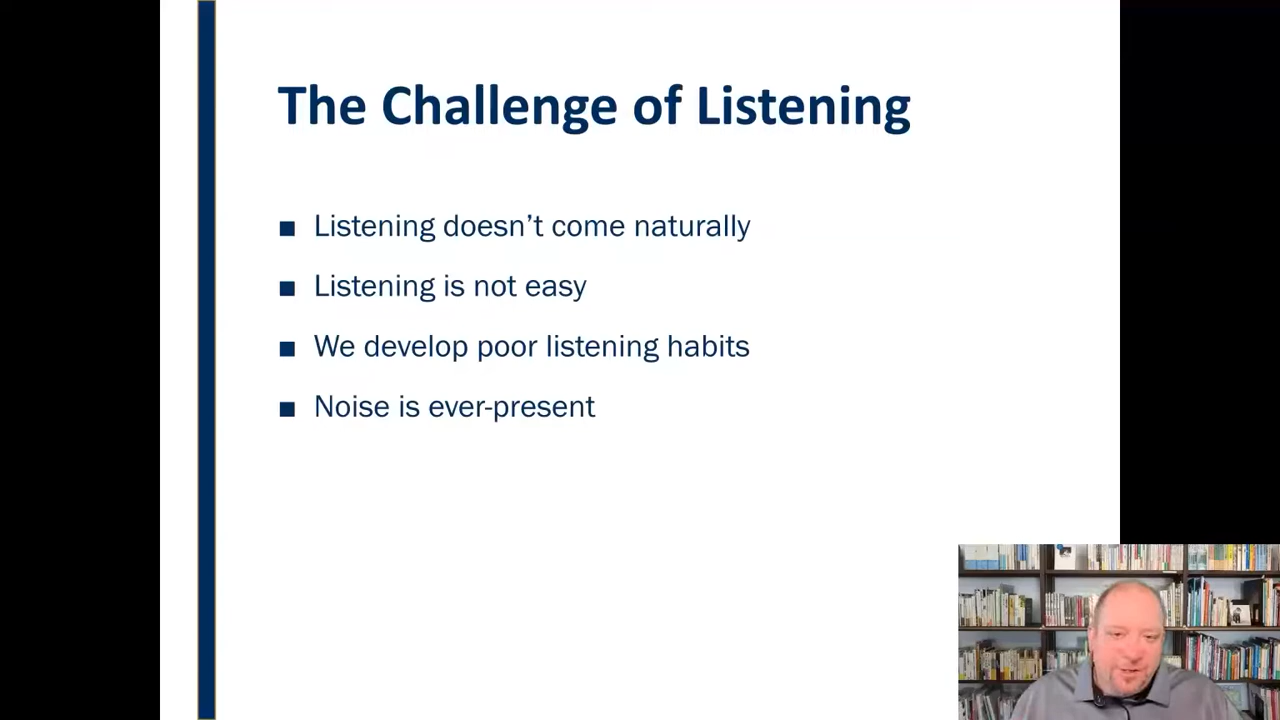 The Challenge of Listening
■ Listening doesn’t come naturally
■ Listening is not easy
■ We develop poor listening habits
■ Noise is ever-present